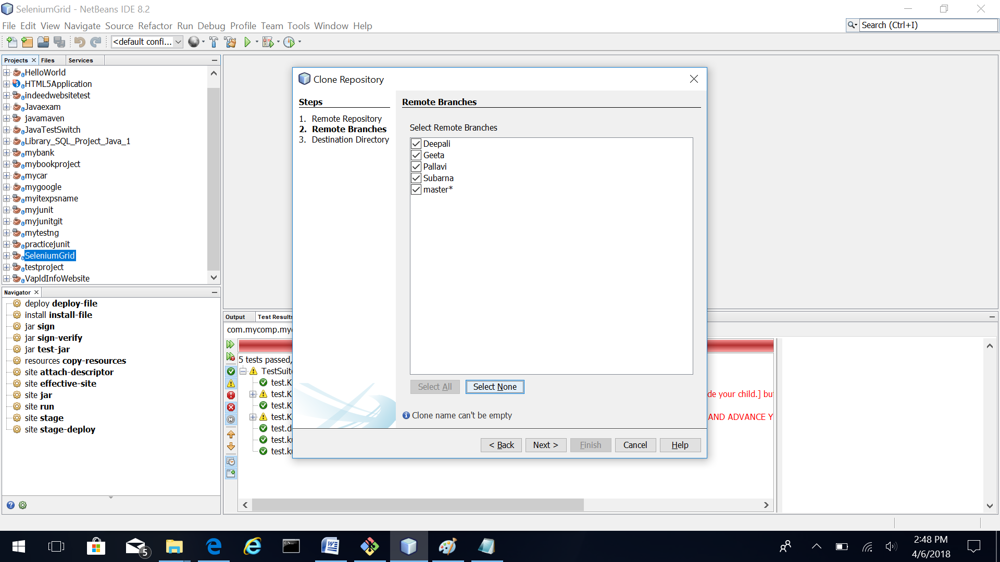 SeleniumGrid - NetBeans IDE 8.2
File Edit View Navigate Source Refactor Run Debug Profile Team Tools Window Help
Search (Ctrl+I)
<default confi...
Projects Files Services
HelloWorld
HTML5Application
indeedwebsitetest
Javaexam
javamaven
JavaTestSwitch
Library_SQL_Project_Java_1
mybank
mybookproject
mycar
mygoogle
myitexpsname
myjunit
myjunitgit
mytestng
practicejunit
SeleniumGrid
testproject
VapldInfoWebsite
Navigator
deploy deploy-file
install install-file
jar sign
jar sign-verify
jar test-jar
resources copy-resources
site attach-descriptor
site effective-site
site jar
site run
site stage
site stage-deploy
Clone Repository
Steps
1. Remote Repository
2. Remote Branches
3. Destination Directory
Remote Branches
Select Remote Branches
Deepali
Geeta
Pallavi
Subarna
master*
Select All Select None
Clone name can't be empty
< Back Next > Finish Cancel Help
Output Test Results
com.mycomp.my
5 tests passed,
TestSuit
test.K
test.K
test.K
test.K
test.d
test.k
test.k
de your child.] bu
AND ADVANCE Y
5
2:48 PM
4/6/2018